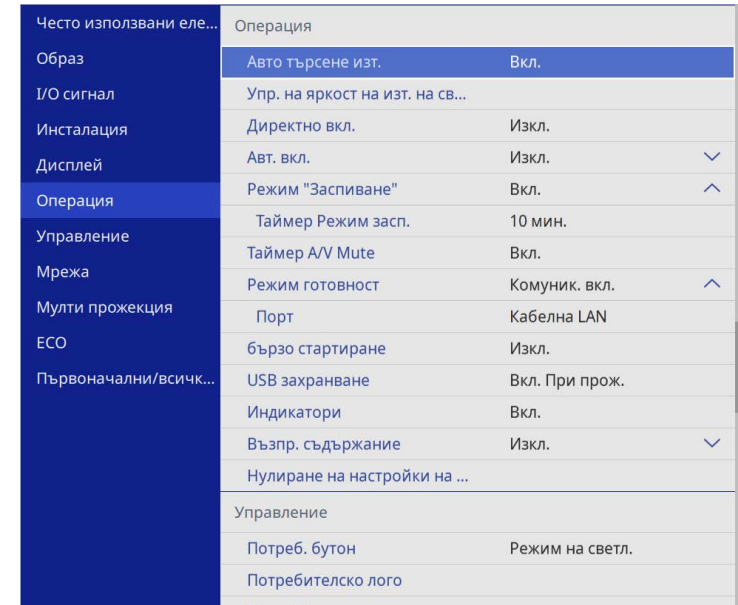 Често използвани еле...
Образ
I/O сигнал
Инсталация
Дисплей
Операция
Управление
Мрежа
Мулти прожекция
ECO
Първоначални/всичк...
Операция
Авто търсене изт. Вкл.
Упр. на яркост на изт. на св...
Директно вкл. Изкл.
Авт. вкл. Изкл.
Режим "Заспиване" Вкл.
Таймер Режим засп. 10 мин.
Таймер A/V Mute Вкл.
Режим готовност Комуник. вкл.
Порт Кабелна LAN
бързо стартиране Изкл.
USB захранване Вкл. При прож.
Индикатори Вкл.
Възпр. съдържание Изкл.
Нулиране на настройки на ...
Управление
Потреб. бутон Режим на светл.
Потребителско лого